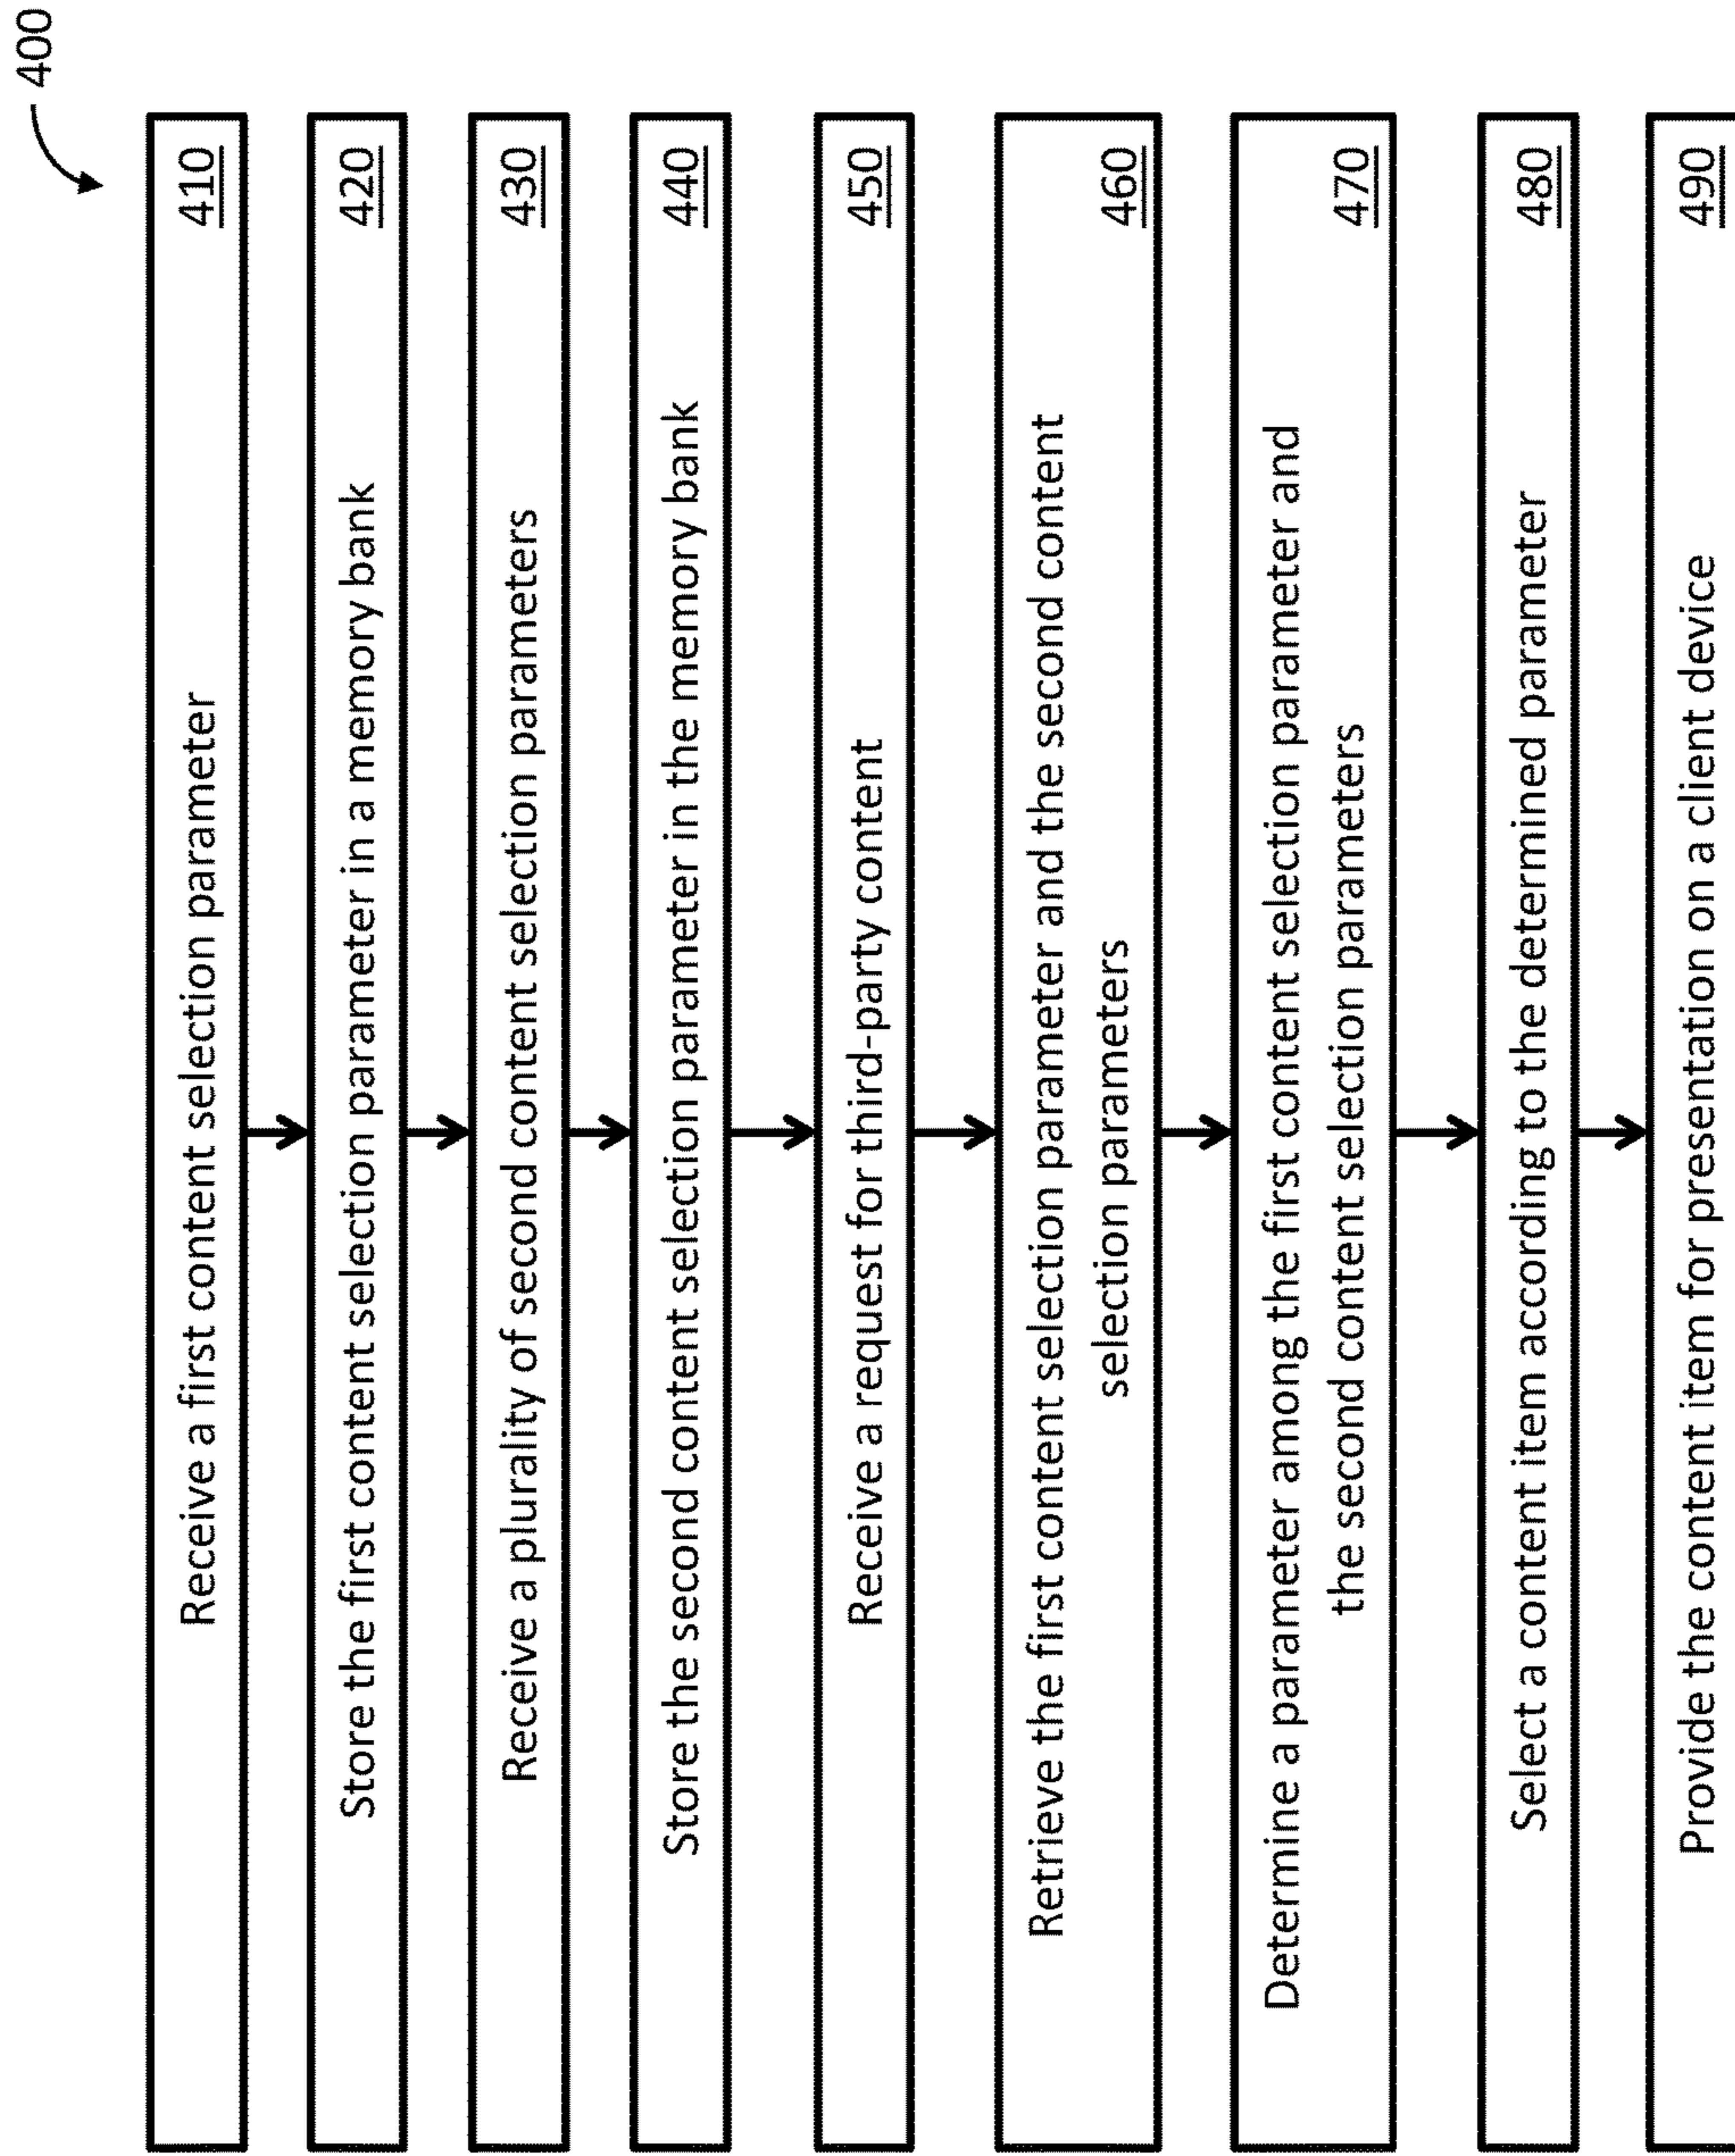 400
Receive a first content selection parameter
410
Store the first content selection parameter in a memory bank
420
Receive a plurality of second content selection parameters
430
Store the second content selection parameter in the memory bank
440
Receive a request for third-party content
450
Retrieve the first content selection parameter and the second content
selection parameters
460
Determine a parameter among the first content selection parameter and
the second content selection parameters
470
Select a content item according to the determined parameter
480
Provide the content item for presentation on a client device
490